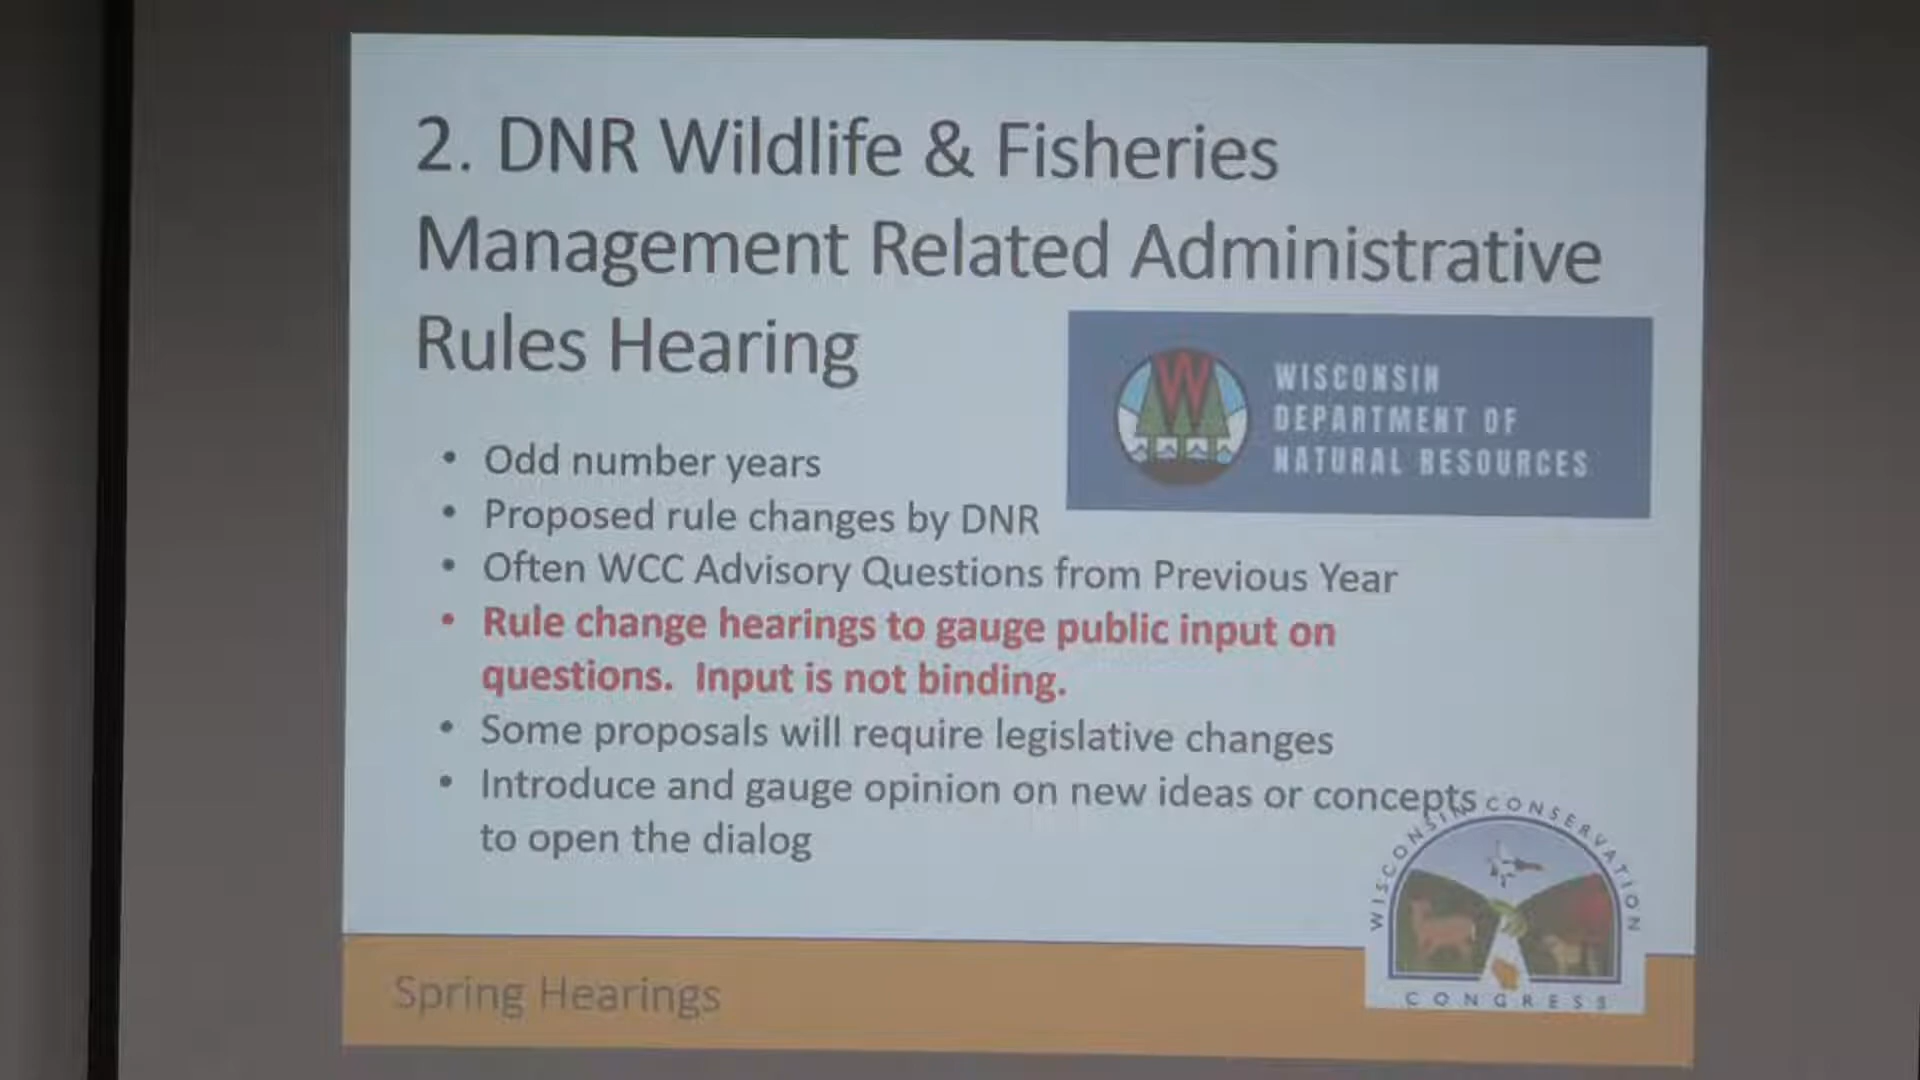 2. DNR Wildlife & Fisheries
Management Related Administrative
Rules Hearing
WISCONSIN
DEPARTMENT OF
NATURAL RESOURCES
• Odd number years
• Proposed rule changes by DNR
• Often WCC Advisory Questions from Previous Year
• Rule change hearings to gauge public input on
questions. Input is not binding.
• Some proposals will require legislative changes
• Introduce and gauge opinion on new ideas or concepts
to open the dialog
WISCONSIN CONSERVATION
CONGRESS
Spring Hearings